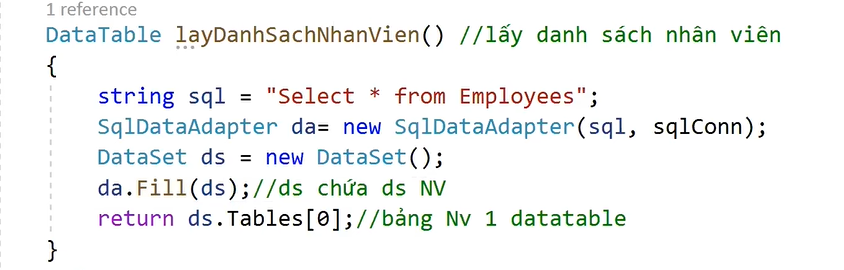 1 reference
DataTable layDanhSachNhanVien() //lấy danh sách nhân viên
{
string sql = "Select * from Employees";
SqlDataAdapter da= new SqlDataAdapter(sql, sqlConn);
DataSet ds = new DataSet();
da.Fill(ds);//ds chứa ds NV
return ds.Tables[0];//bảng Nv 1 datatable
}